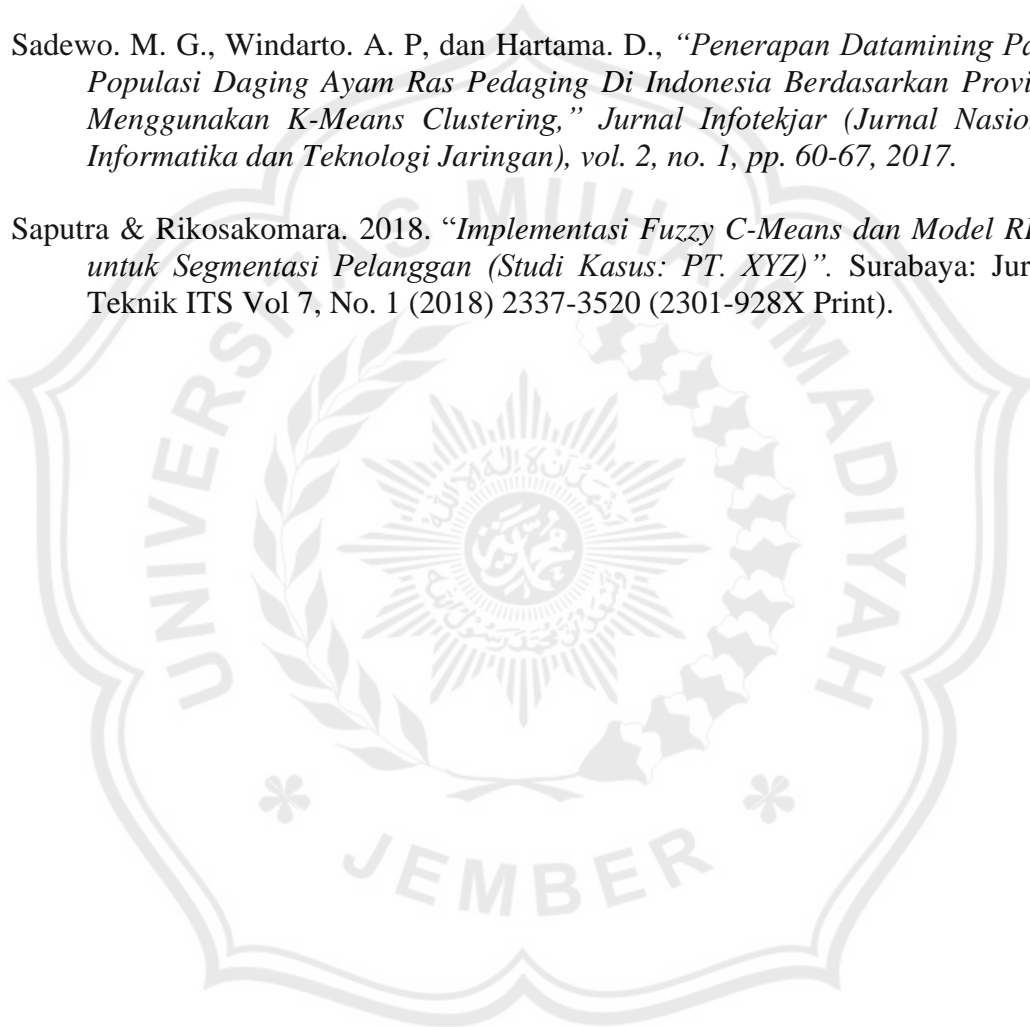 Sadewo. M. G., Windarto. A. P, dan Hartama. D., “Penerapan Datamining Pa
Populasi Daging Ayam Ras Pedaging Di Indonesia Berdasarkan Provi
Menggunakan K-Means Clustering,” Jurnal Infotekjar (Jurnal Nasion
Informatika dan Teknologi Jaringan), vol. 2, no. 1, pp. 60-67, 2017.
Saputra & Rikosakomara. 2018. “Implementasi Fuzzy C-Means dan Model RF
untuk Segmentasi Pelanggan (Studi Kasus: PT. XYZ)”. Surabaya: Jur
Teknik ITS Vol 7, No. 1 (2018) 2337-3520 (2301-928X Print).
UNIVERSITAS MUHAMMADIYAH
JEMBER